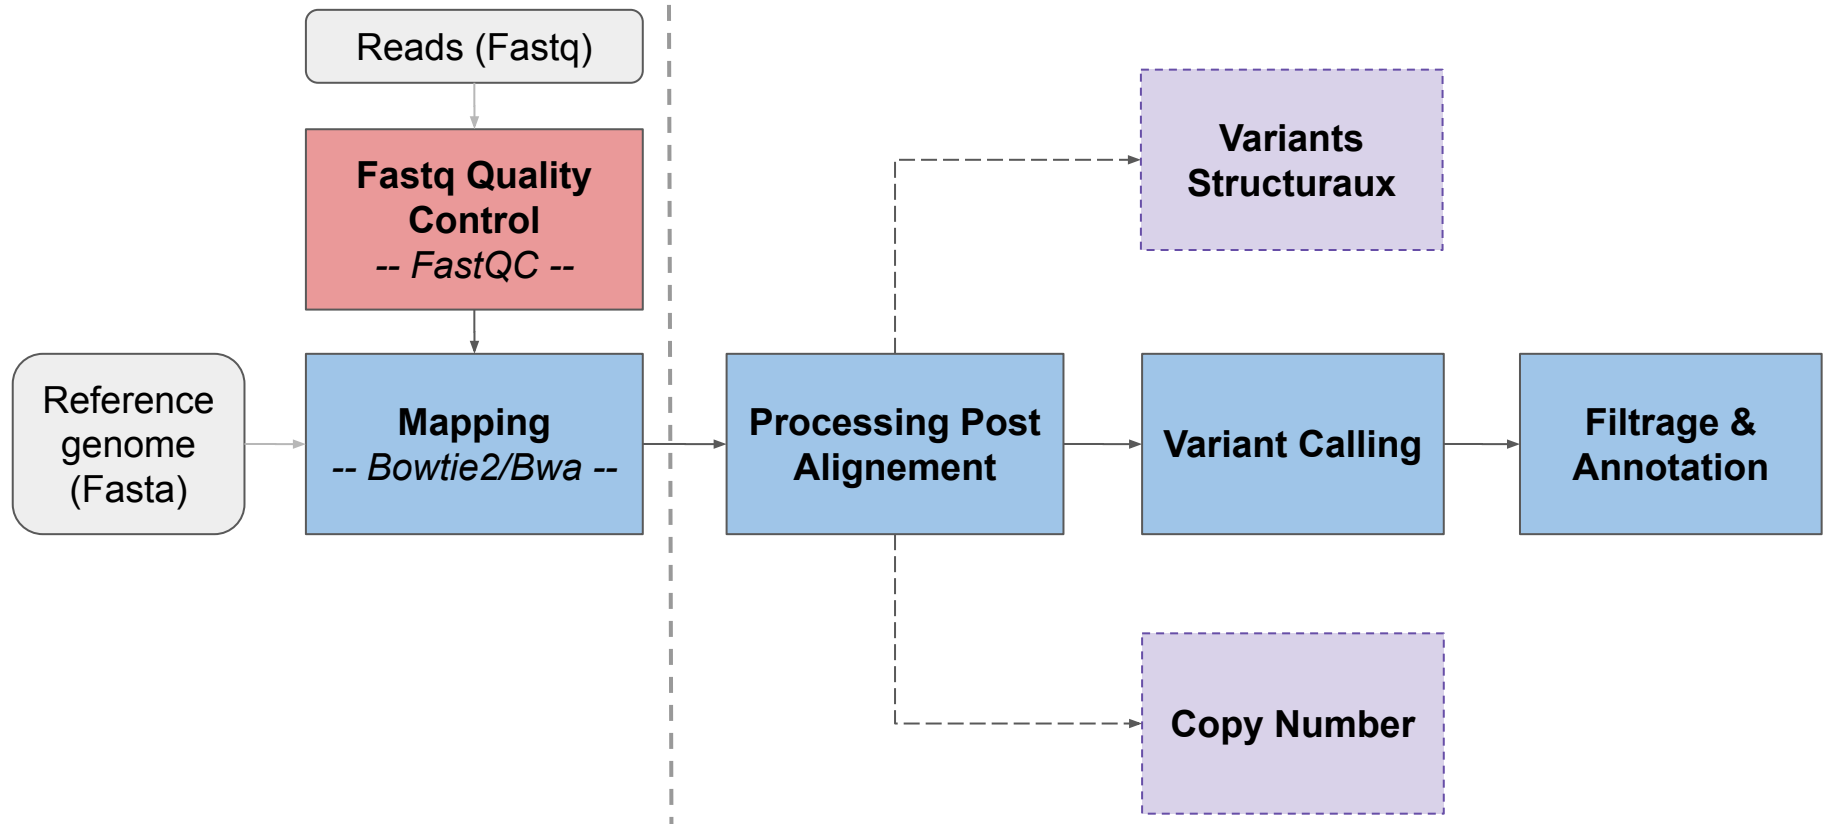 Reads (Fastq)
Fastq Quality
Control
-- FastQC --
Reference
genome
(Fasta)
Mapping
-- Bowtie2/Bwa --
Processing Post
Alignement
Variants
Structuraux
Variant Calling
Filtrage &
Annotation
Copy Number